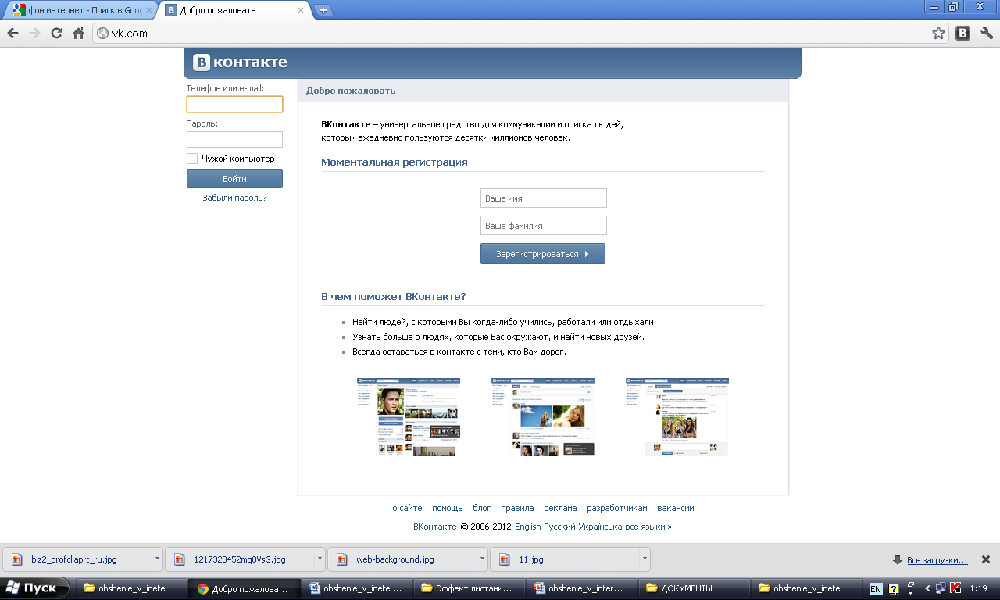 фон интернет - Поиск в Goog
Добро пожаловать
vk.com
В контакте
Телефон или e-mail:
Пароль:
Чужой компьютер
Войти
Забыли пароль?
Добро пожаловать
ВКонтакте – универсальное средство для коммуникации и поиска людей,
которым ежедневно пользуются десятки миллионов человек.
Моментальная регистрация
Ваше имя
Ваша фамилия
Зарегистрироваться
В чем поможет ВКонтакте?
Найти людей, с которыми Вы когда-либо учились, работали или отдыхали.
Узнать больше о людях, которые Вас окружают, и найти новых друзей.
Всегда оставаться в контакте с теми, кто Вам дорог.
о сайте помощь блог правила реклама разработчикам вакансии
ВКонтакте © 2006-2012 English Русский Українська все языки »
biz2_profcliaprt_ru.jpg 1217320452mq0VsG.jpg web-background.jpg 11.jpg Все загрузки...
Пуск obshenie_v_inete Добро пожалова... obshenie_v_inete ... Эффект листани... obshenie_v_inter... ДОКУМЕНТЫ obshenie_v_inete EN 1:19